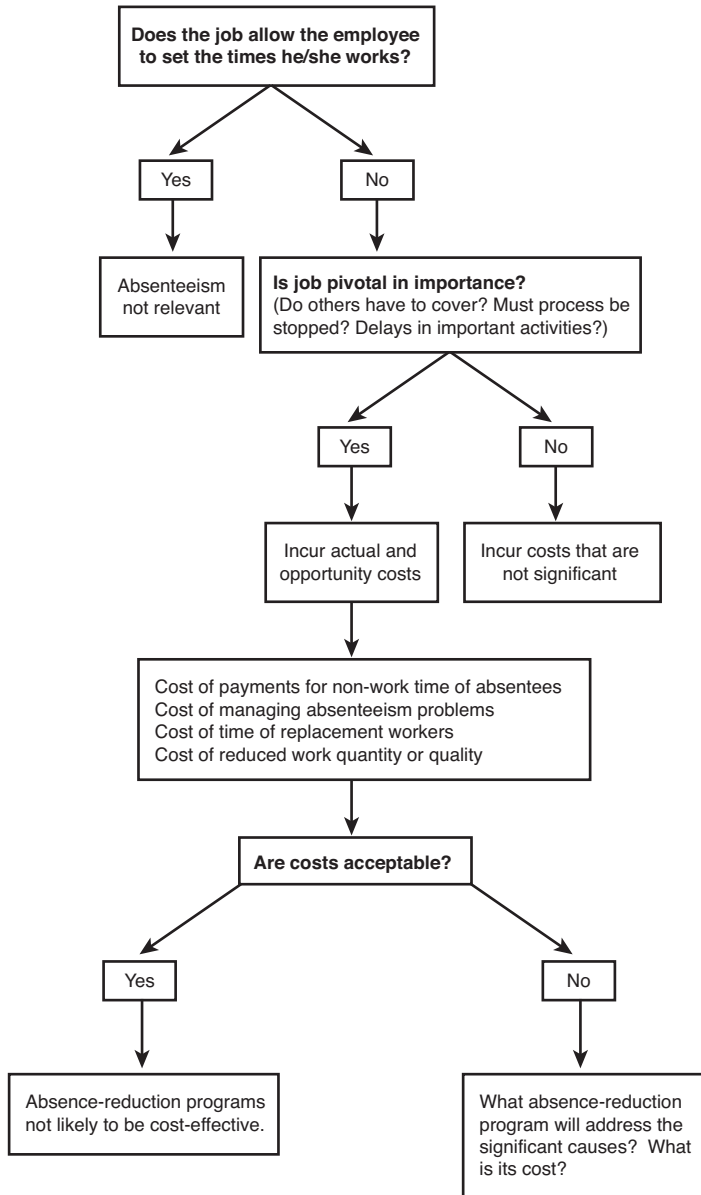 Does the job allow the employee
to set the times he/she works?
Yes
No
Absenteeism
not relevant
Is job pivotal in importance?
(Do others have to cover? Must process be
stopped? Delays in important activities?)
Yes
No
Incur actual and
opportunity costs
Incur costs that are
not significant
Cost of payments for non-work time of absentees
Cost of managing absenteeism problems
Cost of time of replacement workers
Cost of reduced work quantity or quality
Are costs acceptable?
Yes
No
Absence-reduction programs
not likely to be cost-effective.
What absence-reduction
program will address the
significant causes? What
is its cost?